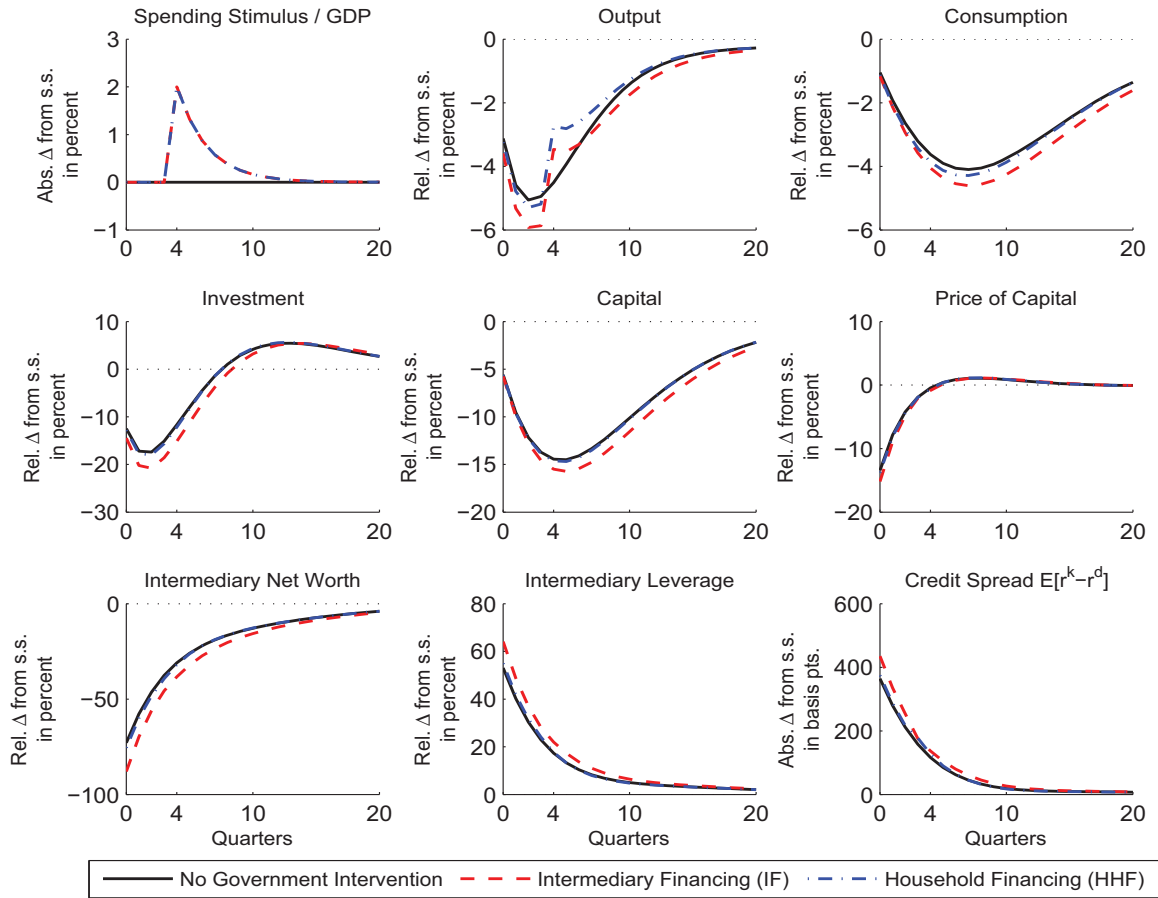 Spending Stimulus / GDP
Abs. Δ from s.s.
in percent
3
2
1
0
−1
0
4
10
20
Output
Rel. Δ from s.s.
in percent
0
−2
−4
−6
0
4
10
20
Consumption
Rel. Δ from s.s.
in percent
0
−2
−4
−6
0
4
10
20
Investment
Rel. Δ from s.s.
in percent
10
0
−10
−20
−30
0
4
10
20
Capital
Rel. Δ from s.s.
in percent
0
−5
−10
−15
−20
0
4
10
20
Price of Capital
Rel. Δ from s.s.
in percent
10
0
−10
−20
0
4
10
20
Intermediary Net Worth
Rel. Δ from s.s.
in percent
0
−50
−100
0
4
10
20
Quarters
Intermediary Leverage
Rel. Δ from s.s.
in percent
80
60
40
20
0
0
4
10
20
Quarters
Credit Spread E[r^k−r^d]
Abs. Δ from s.s.
in basis pts.
600
400
200
0
0
4
10
20
Quarters
No Government Intervention
Intermediary Financing (IF)
Household Financing (HHF)